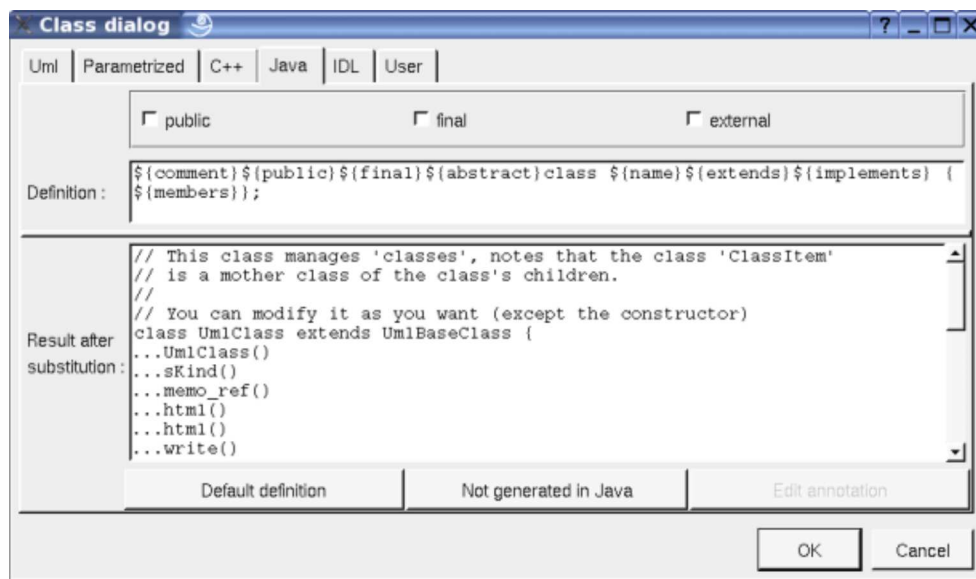 Class dialog
?
Uml Parametrized C++ Java IDL User
public final external
Definition :
${comment}${public}${final}${abstract}class ${name}${extends}${implements} {
${members}};
Result after
substitution :
// This class manages 'classes', notes that the class 'ClassItem'
// is a mother class of the class's children.
//
// You can modify it as you want (except the constructor)
class UmlClass extends UmlBaseClass {
...UmlClass()
...sKind()
...memo_ref()
...html()
...html()
...write()
Default definition Not generated in Java Edit annotation
OK Cancel